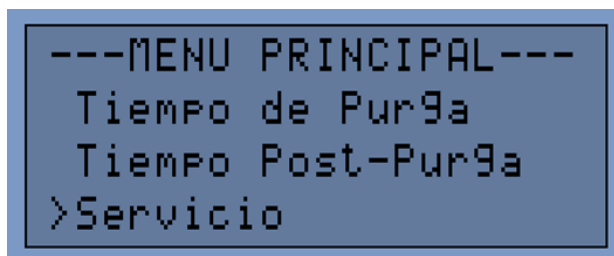 ---MENU PRINCIPAL---
Tiempo de Purga
Tiempo Post-Purga
>Servicio